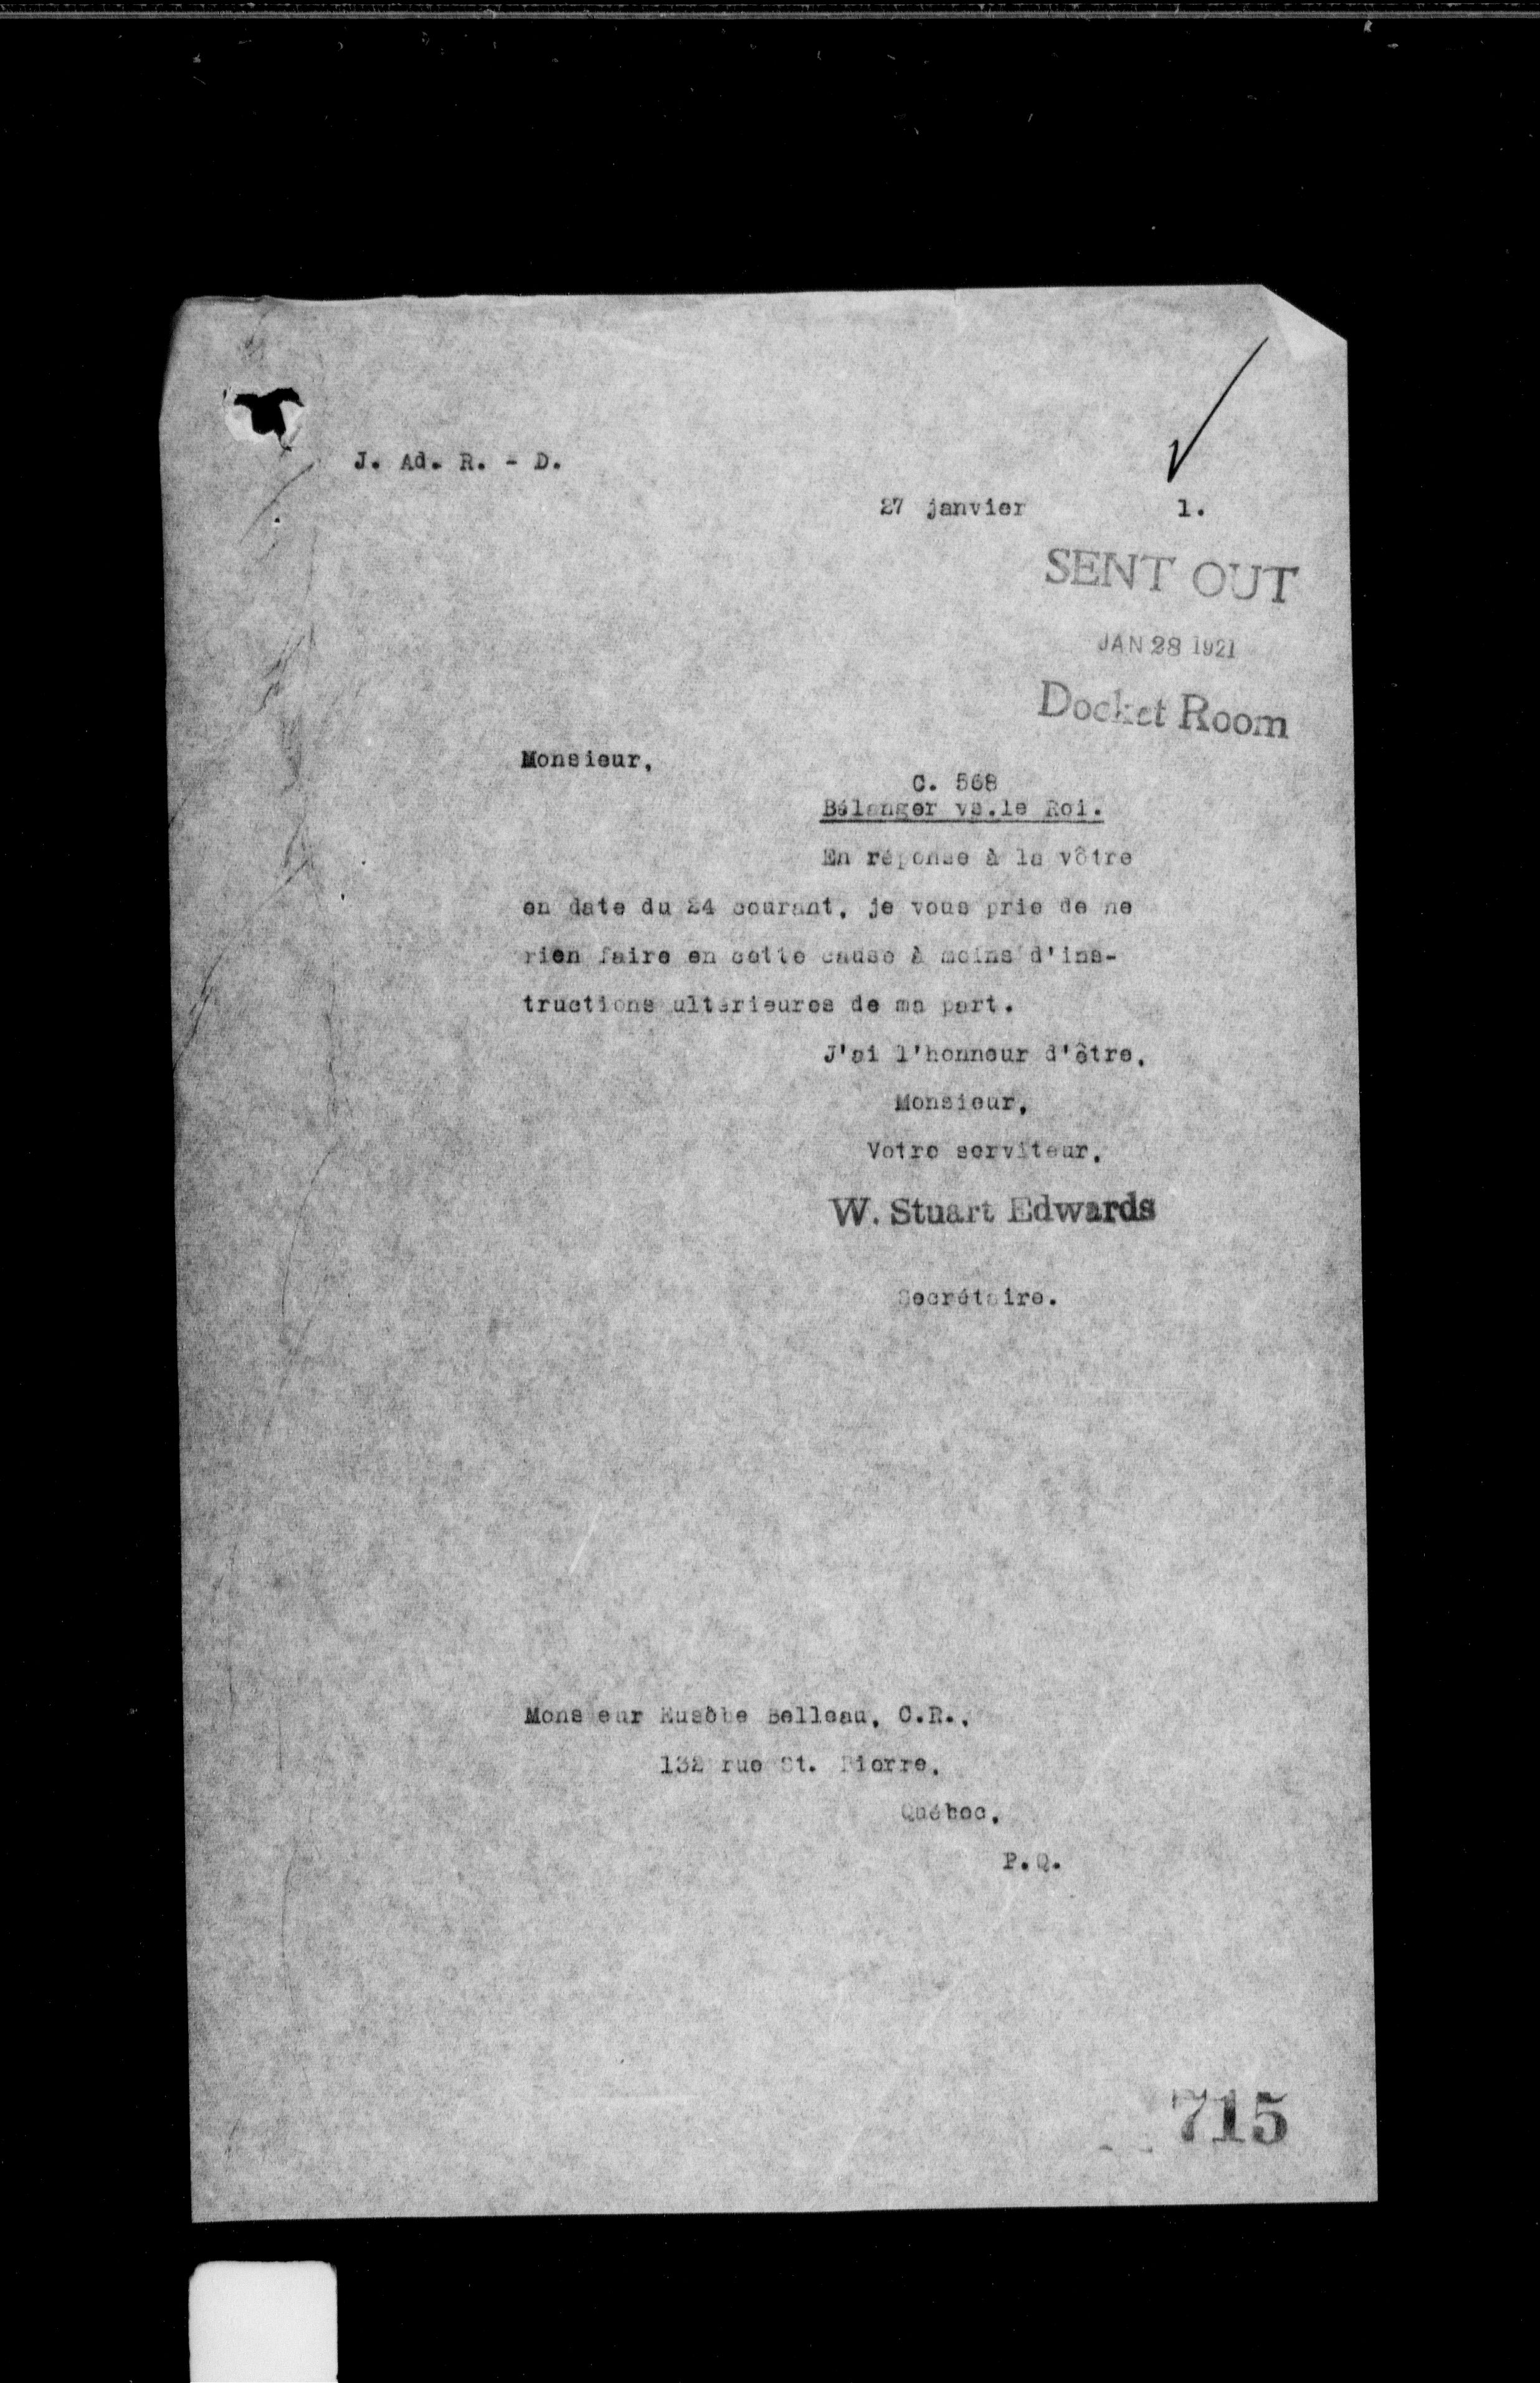 J. Ad. R. - D.
27 janvier 1.
SENT OUT
JAN 28 1921
Docket Room
Monsieur,
C. 568
Bélanger vs.le Roi.
En réponse à la vôtre
en date du 24 courant, je vous prie de ne
rien faire en cette cause à moins d'ins-
tructions ultérieures de ma part.
J'ai l'honneur d'être,
Monsieur,
Votre serviteur,
W. Stuart Edwards
Secrétaire.
Monsieur Eusèbe Belleau, C.R.,
132 rue St. Pierre,
Québec,
P.Q.
715